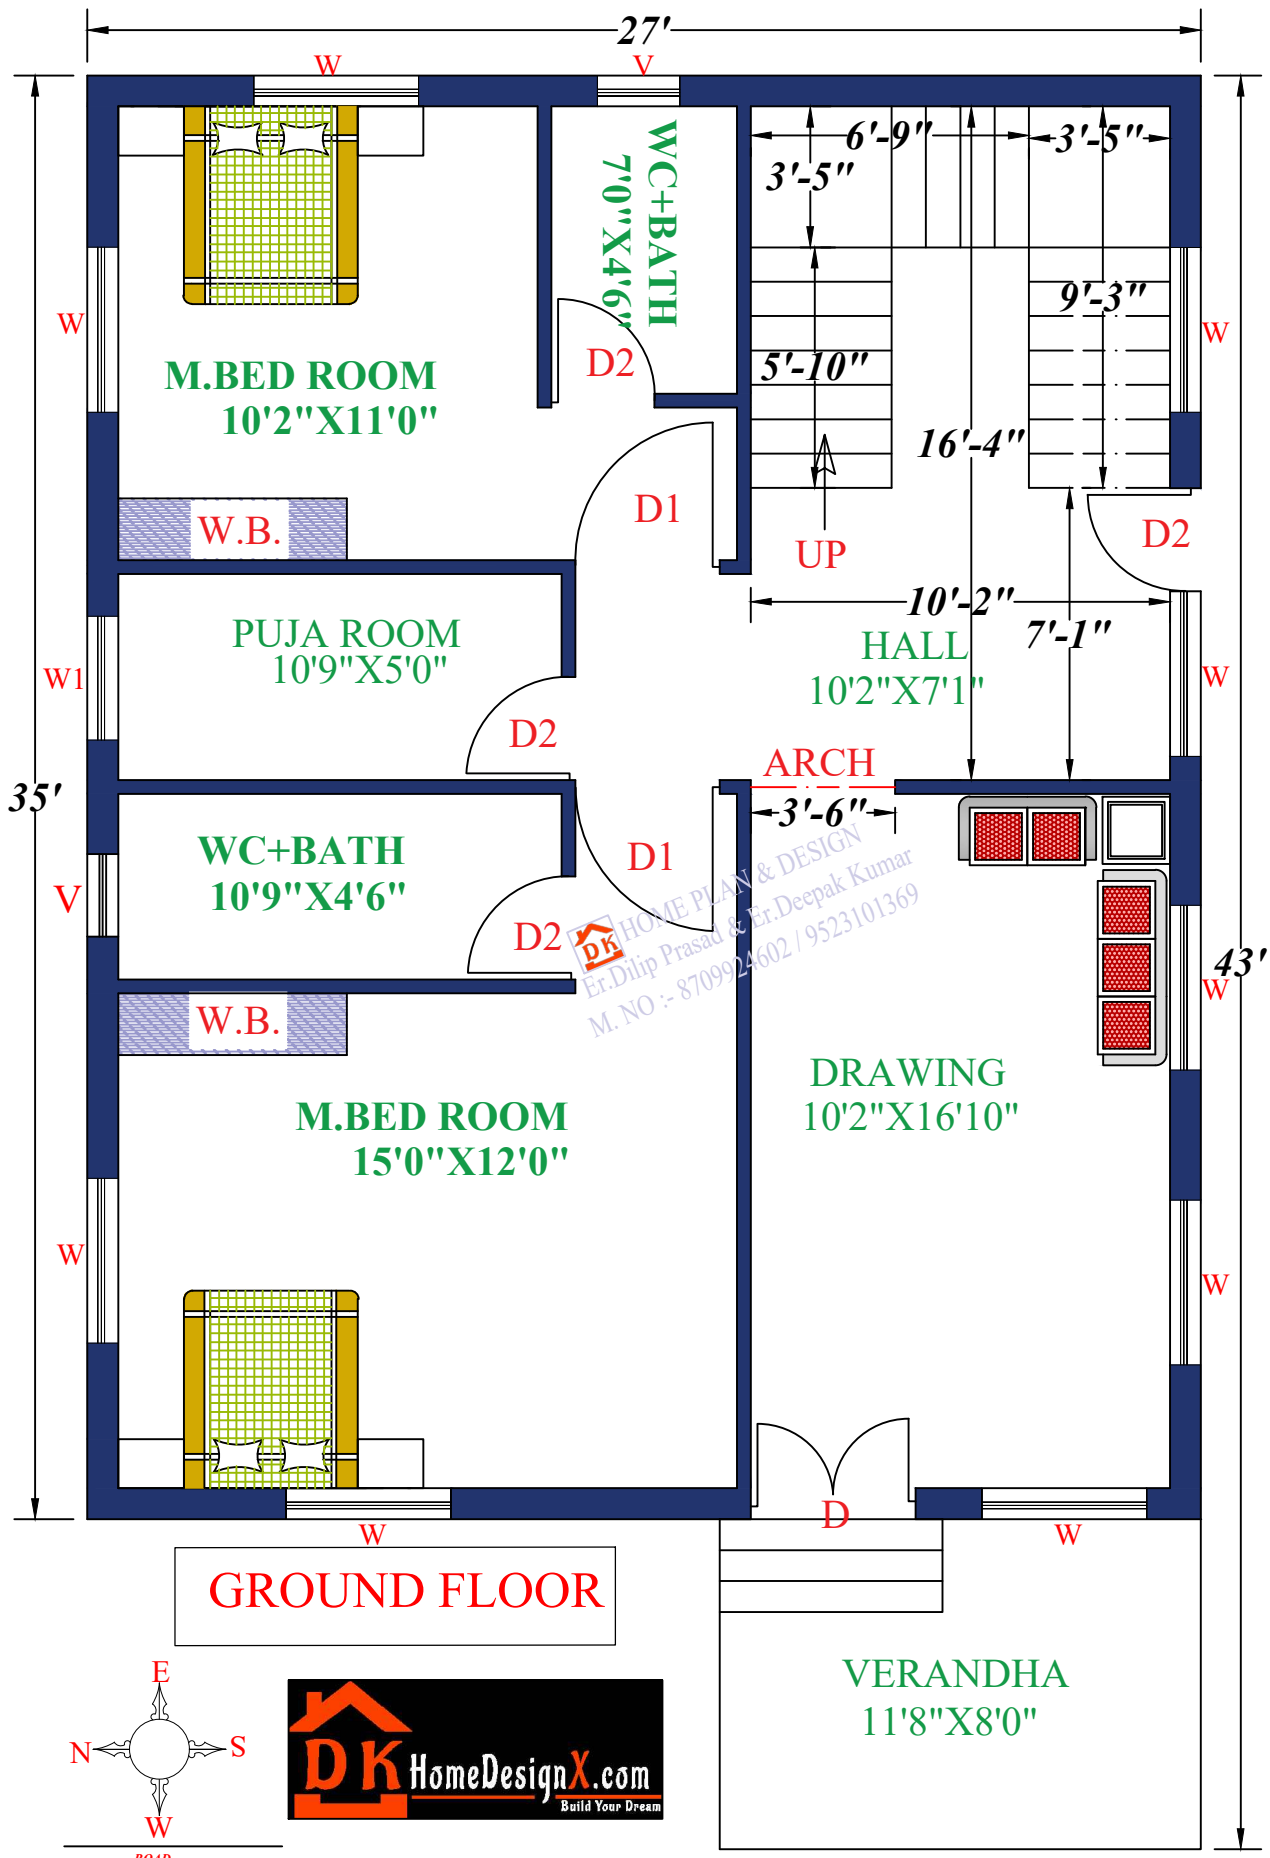 27'
W
V
6'-9"
3'-5"
3'-5"
WC+BATH
7'0"X4'6"
W
9'-3"
W
D2
5'-10"
M.BED ROOM
10'2"X11'0"
16'-4"
W.B.
D1
UP
D2
10'-2"
PUJA ROOM
10'9"X5'0"
7'-1"
HALL
10'2"X7'1"
W1
W
D2
ARCH
35'
3'-6"
WC+BATH
10'9"X4'6"
D1
V
D2
HOME PLAN & DESIGN
Er.Dilip Prasad & Er.Deepak Kumar
M. NO :- 8709924602 / 9523101369
DK
43'
W
W.B.
DRAWING
10'2"X16'10"
M.BED ROOM
15'0"X12'0"
W
W
D
W
W
GROUND FLOOR
VERANDHA
11'8"X8'0"
E
N
S
W
ROAD
DK HomeDesignX.com
Build Your Dream